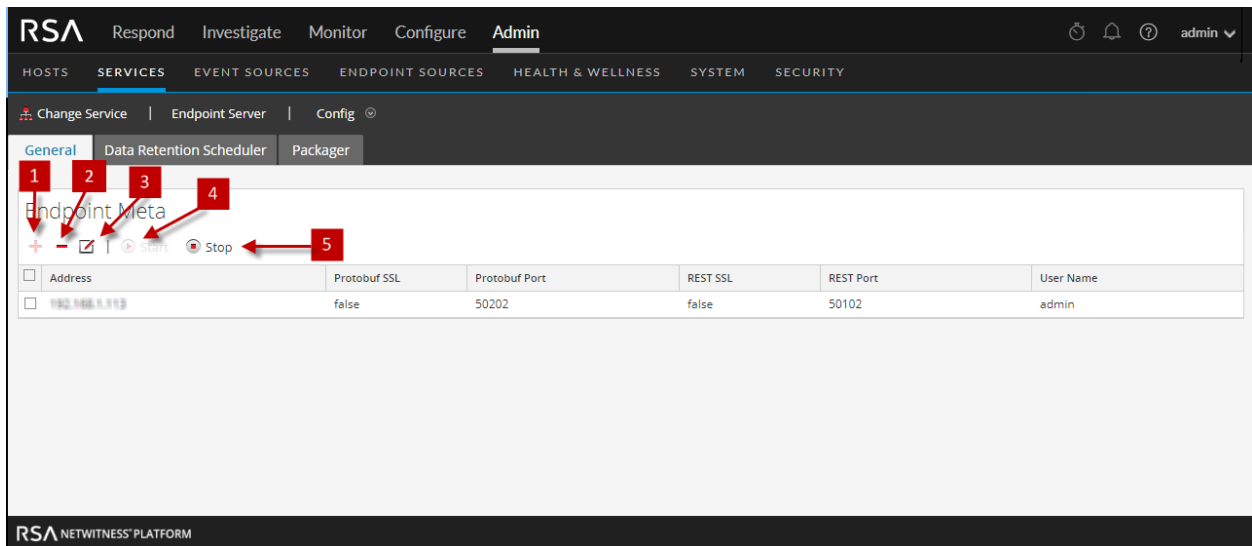 RSA Respond Investigate Monitor Configure Admin admin
HOSTS SERVICES EVENT SOURCES ENDPOINT SOURCES HEALTH & WELLNESS SYSTEM SECURITY
Change Service | Endpoint Server | Config
General Data Retention Scheduler Packager
1 2 3 4
Endpoint Meta
Start Stop 5
Address Protobuf SSL Protobuf Port REST SSL REST Port User Name
false 50202 false 50102 admin
RSA NETWITNESS® PLATFORM